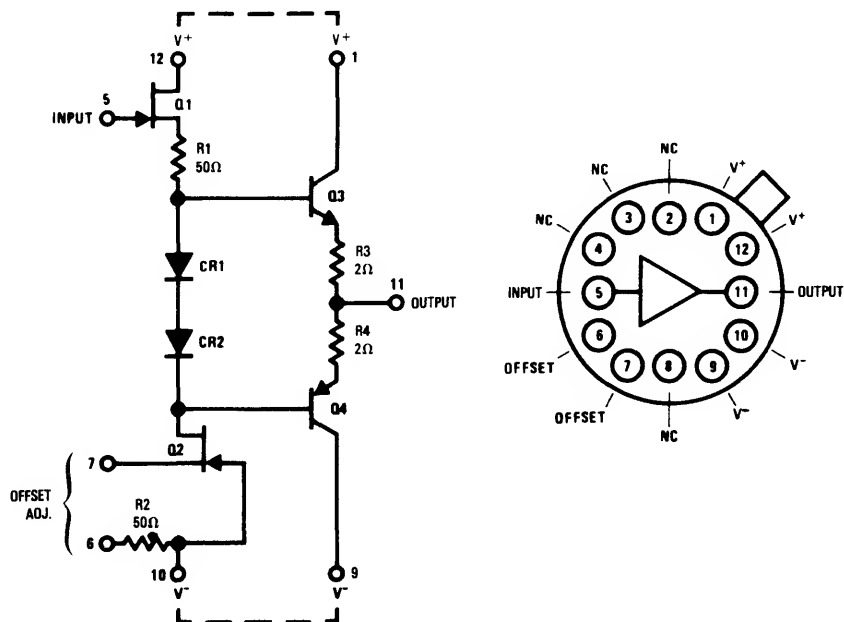 V+
V+
12
1
5
Q1
INPUT
R1
50Ω
Q3
CR1
R3
2Ω
11
OUTPUT
CR2
R4
2Ω
Q4
Q2
7
OFFSET
AOJ.
R2
50Ω
6
10
9
V-
V-
NC
NC
V+
NC
V+
3
2
1
4
12
INPUT
5
11
OUTPUT
6
10
OFFSET
7
8
9
V-
OFFSET
V-
NC